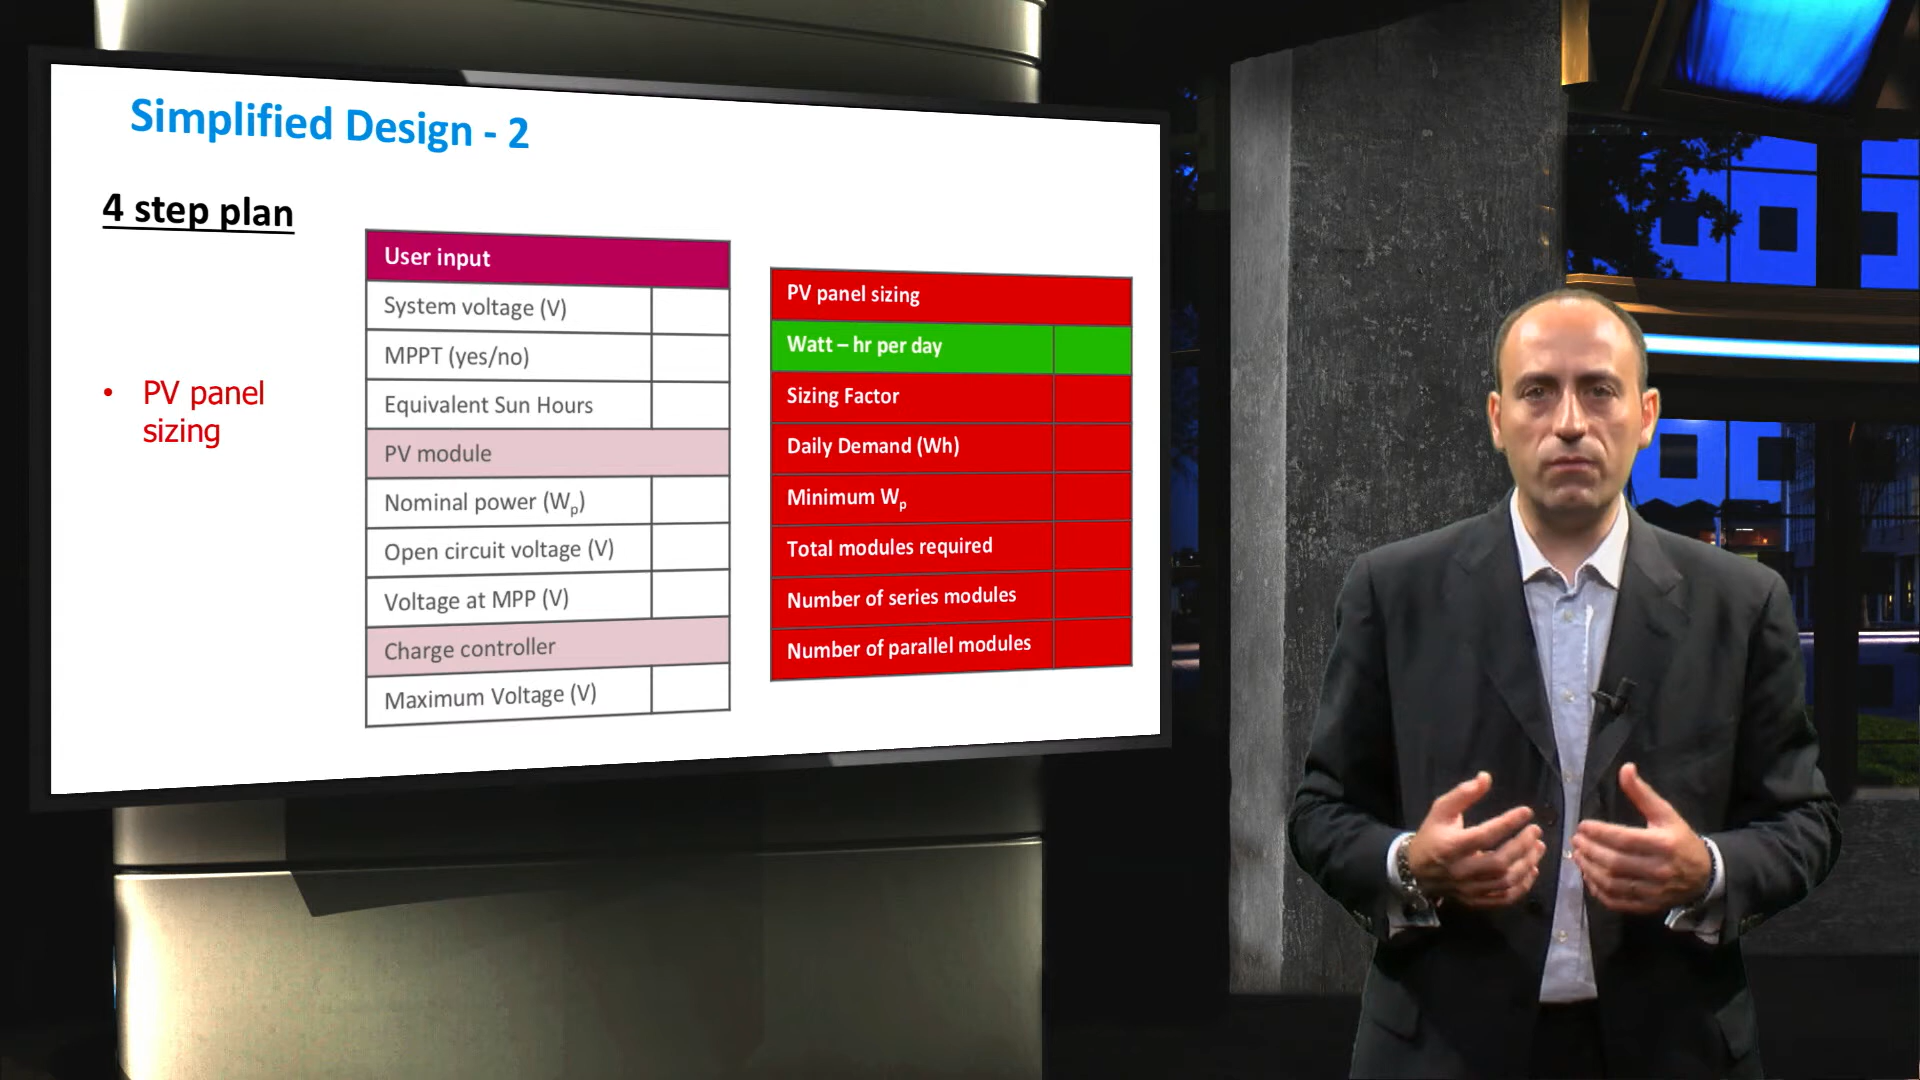 Simplified Design - 2
4 step plan
• PV panel
sizing
User input
System voltage (V)
MPPT (yes/no)
Equivalent Sun Hours
PV module
Nominal power (Wp)
Open circuit voltage (V)
Voltage at MPP (V)
Charge controller
Maximum Voltage (V)
PV panel sizing
Watt – hr per day
Sizing Factor
Daily Demand (Wh)
Minimum Wp
Total modules required
Number of series modules
Number of parallel modules